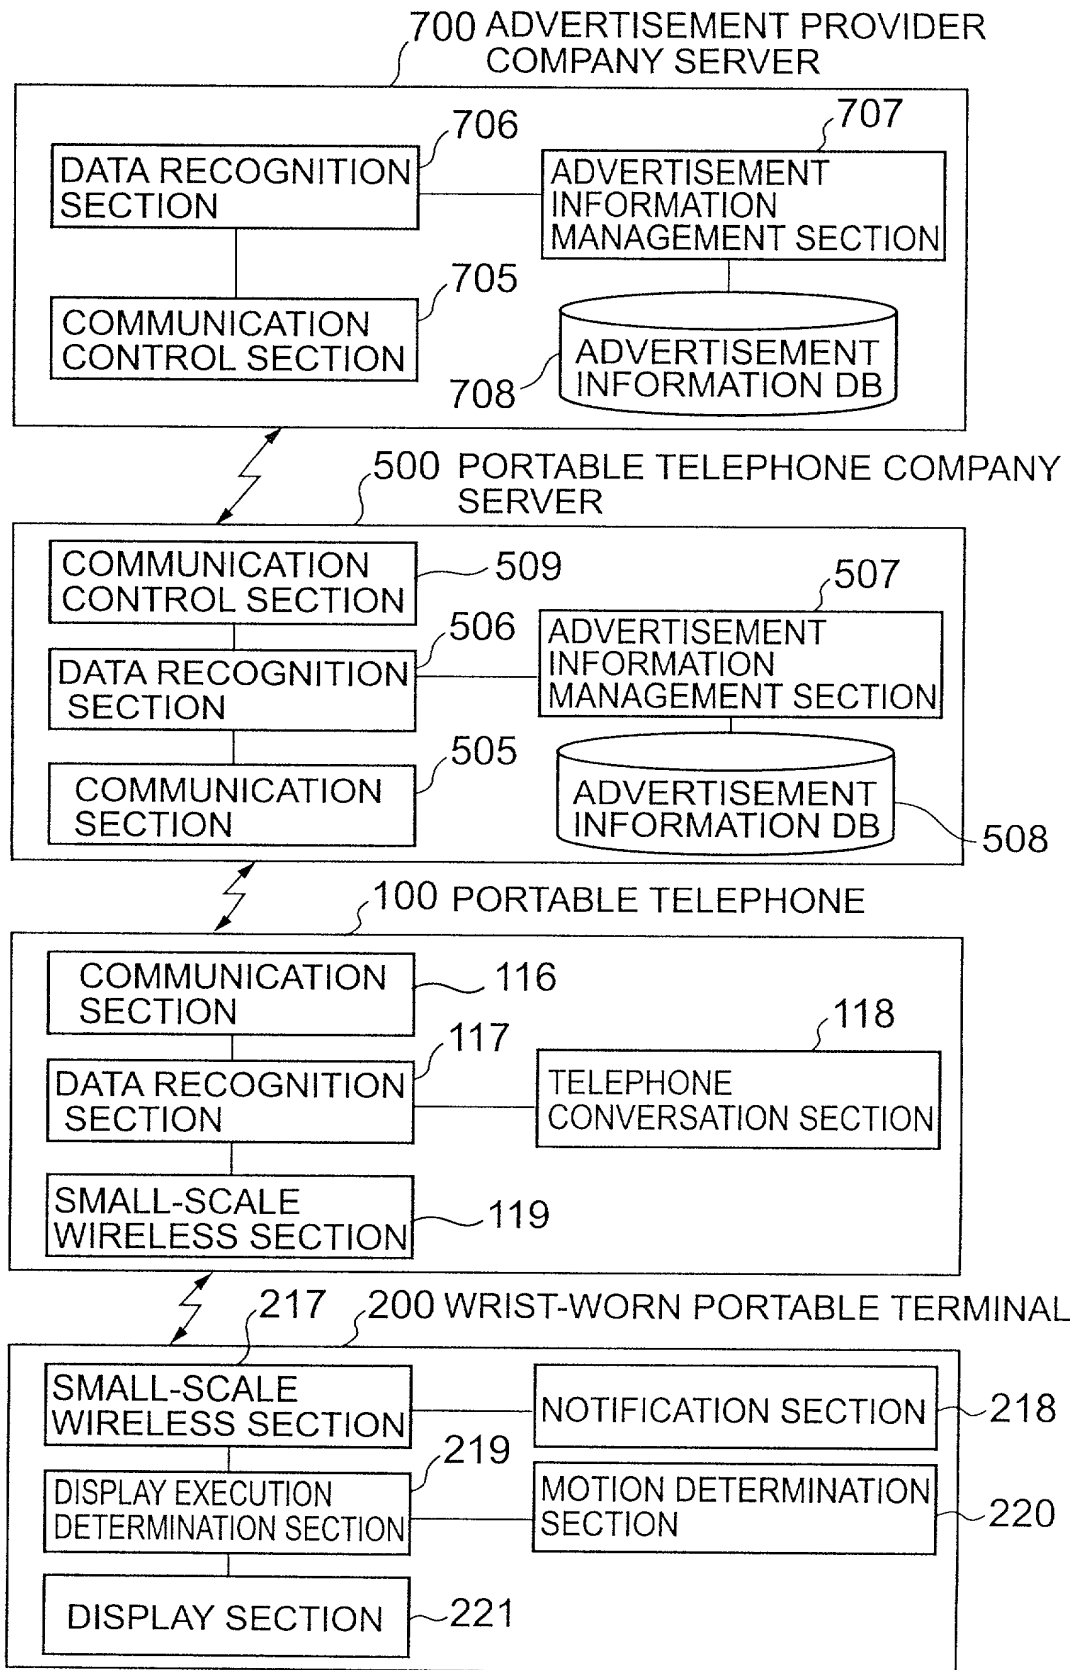 700 ADVERTISEMENT PROVIDER
COMPANY SERVER
706
707
DATA RECOGNITION
SECTION
ADVERTISEMENT
INFORMATION
MANAGEMENT SECTION
705
COMMUNICATION
CONTROL SECTION
ADVERTISEMENT
INFORMATION DB
708
500 PORTABLE TELEPHONE COMPANY
SERVER
COMMUNICATION
CONTROL SECTION
509
507
506
ADVERTISEMENT
INFORMATION
MANAGEMENT SECTION
DATA RECOGNITION
SECTION
505
COMMUNICATION
SECTION
ADVERTISEMENT
INFORMATION DB
508
100 PORTABLE TELEPHONE
COMMUNICATION
SECTION
116
118
117
DATA RECOGNITION
SECTION
TELEPHONE
CONVERSATION SECTION
SMALL-SCALE
WIRELESS SECTION
119
217
200 WRIST-WORN PORTABLE TERMINAL
SMALL-SCALE
WIRELESS SECTION
NOTIFICATION SECTION
218
219
DISPLAY EXECUTION
DETERMINATION SECTION
MOTION DETERMINATION
SECTION
220
DISPLAY SECTION
221